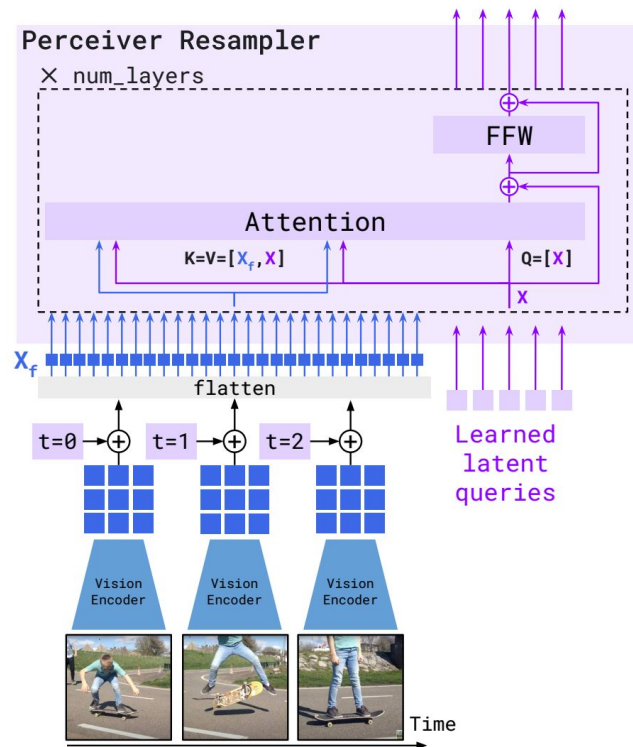 Perceiver Resampler
× num_layers
FFW
Attention
K=V=[Xf,X]
Q=[X]
X
Xf
flatten
t=0
t=1
t=2
Learned
latent
queries
Vision
Encoder
Vision
Encoder
Vision
Encoder
Time